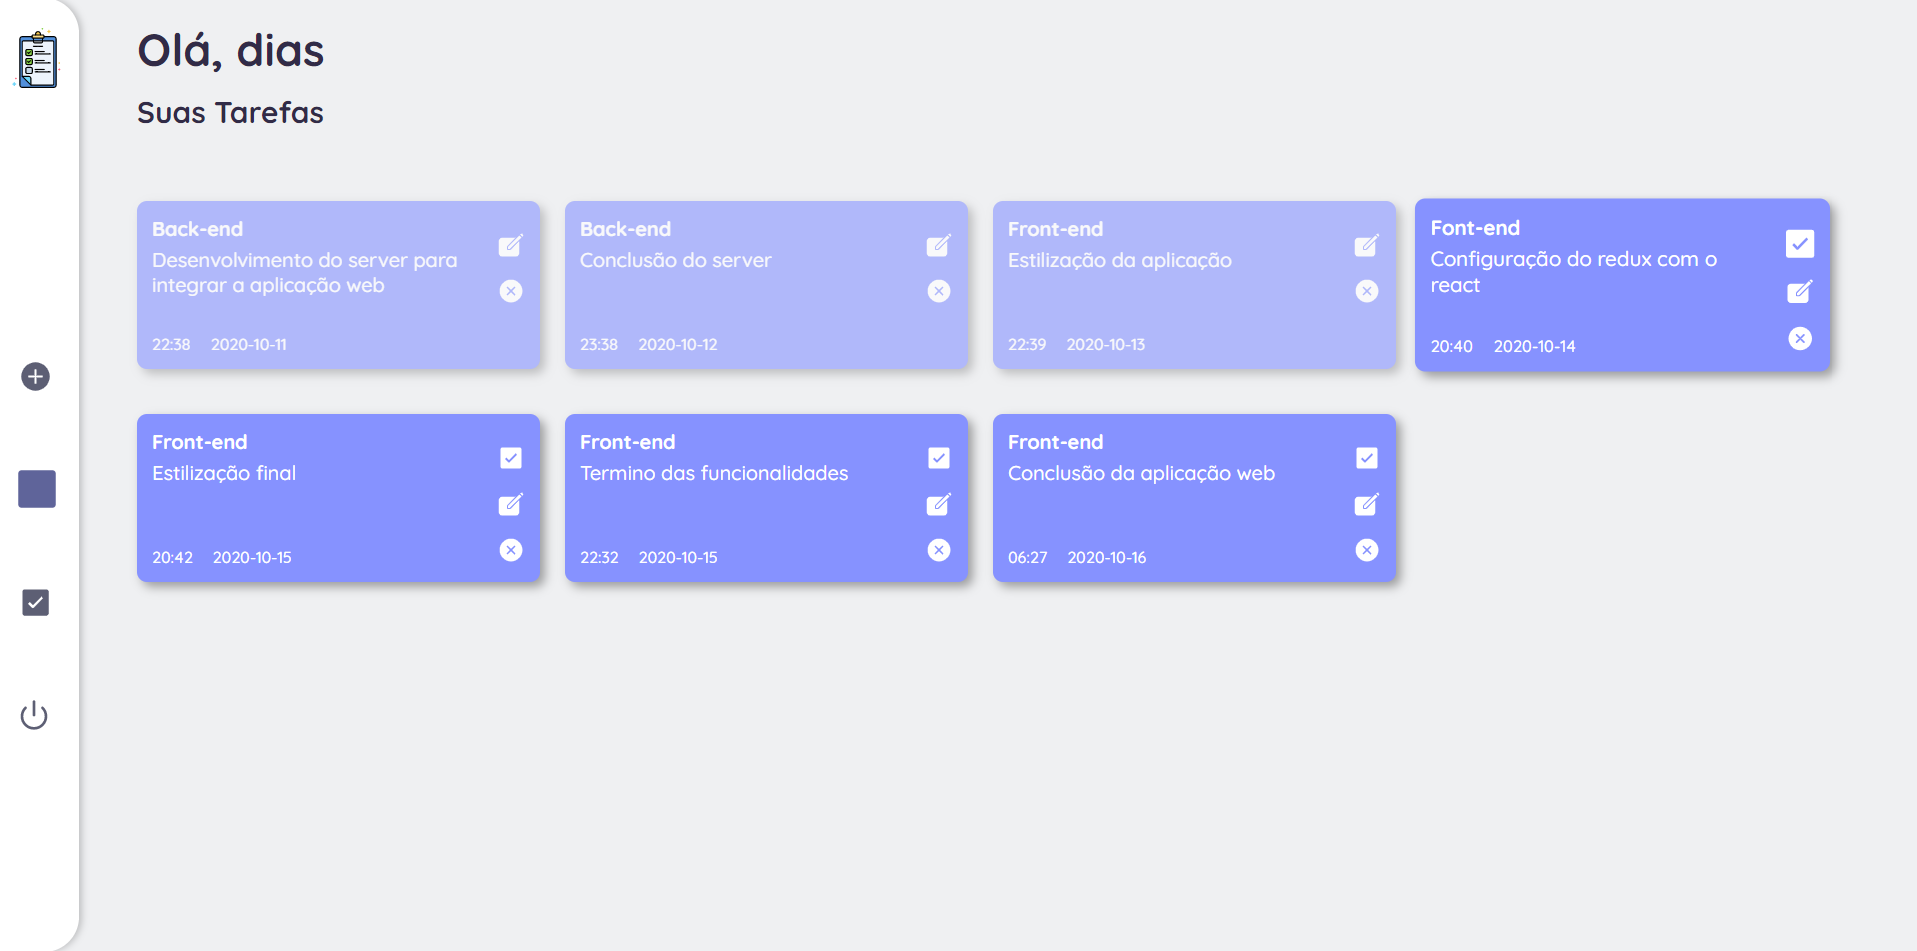 Olá, dias
Suas Tarefas
Back-end
Desenvolvimento do server para
integrar a aplicação web
22:38 2020-10-11
Back-end
Conclusão do server
23:38 2020-10-12
Front-end
Estilização da aplicação
22:39 2020-10-13
Font-end
Configuração do redux com o
react
20:40 2020-10-14
Front-end
Estilização final
20:42 2020-10-15
Front-end
Termino das funcionalidades
22:32 2020-10-15
Front-end
Conclusão da aplicação web
06:27 2020-10-16